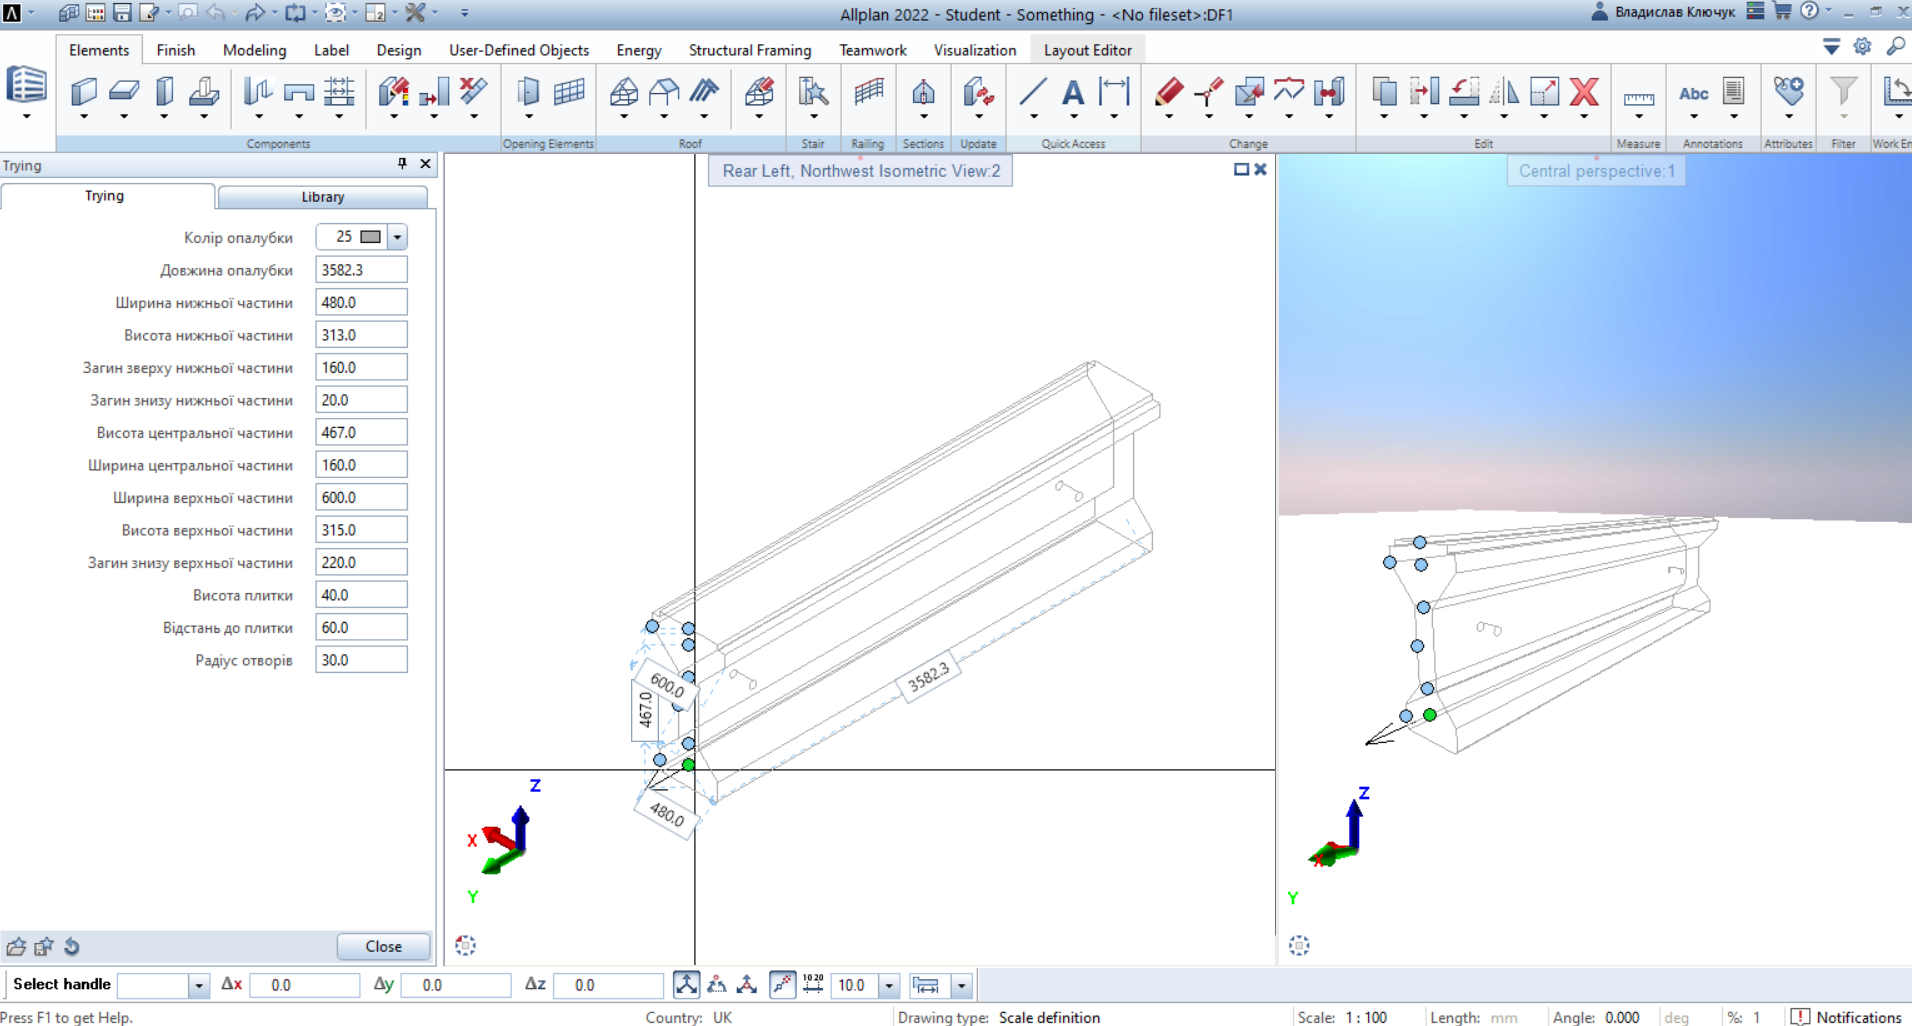 Allplan 2022 - Student - Something - <No fileset>:DF1
Владислав Ключук
Elements Finish Modeling Label Design User-Defined Objects Energy Structural Framing Teamwork Visualization Layout Editor
A Abc
Components Opening Elements Roof Stair Railing Sections Update Quick Access Change Edit Measure Annotations Attributes Filter Work En
Trying
Trying Library
Колір опалубки 25
Довжина опалубки 3582.3
Ширина нижньої частини 480.0
Висота нижньої частини 313.0
Загин зверху нижньої частини 160.0
Загин знизу нижньої частини 20.0
Висота центральної частини 467.0
Ширина центральної частини 160.0
Ширина верхньої частини 600.0
Висота верхньої частини 315.0
Загин знизу верхньої частини 220.0
Висота плитки 40.0
Відстань до плитки 60.0
Радіус отворів 30.0
Close
Rear Left, Northwest Isometric View:2
600.0
467.0
3582.3
480.0
Z
X
Y
Central perspective:1
Z
X
Y
Select handle Δx 0.0 Δy 0.0 Δz 0.0 10 20 10.0
Press F1 to get Help. Country: UK Drawing type: Scale definition Scale: 1 : 100 Length: mm Angle: 0.000 deg %: 1 Notifications